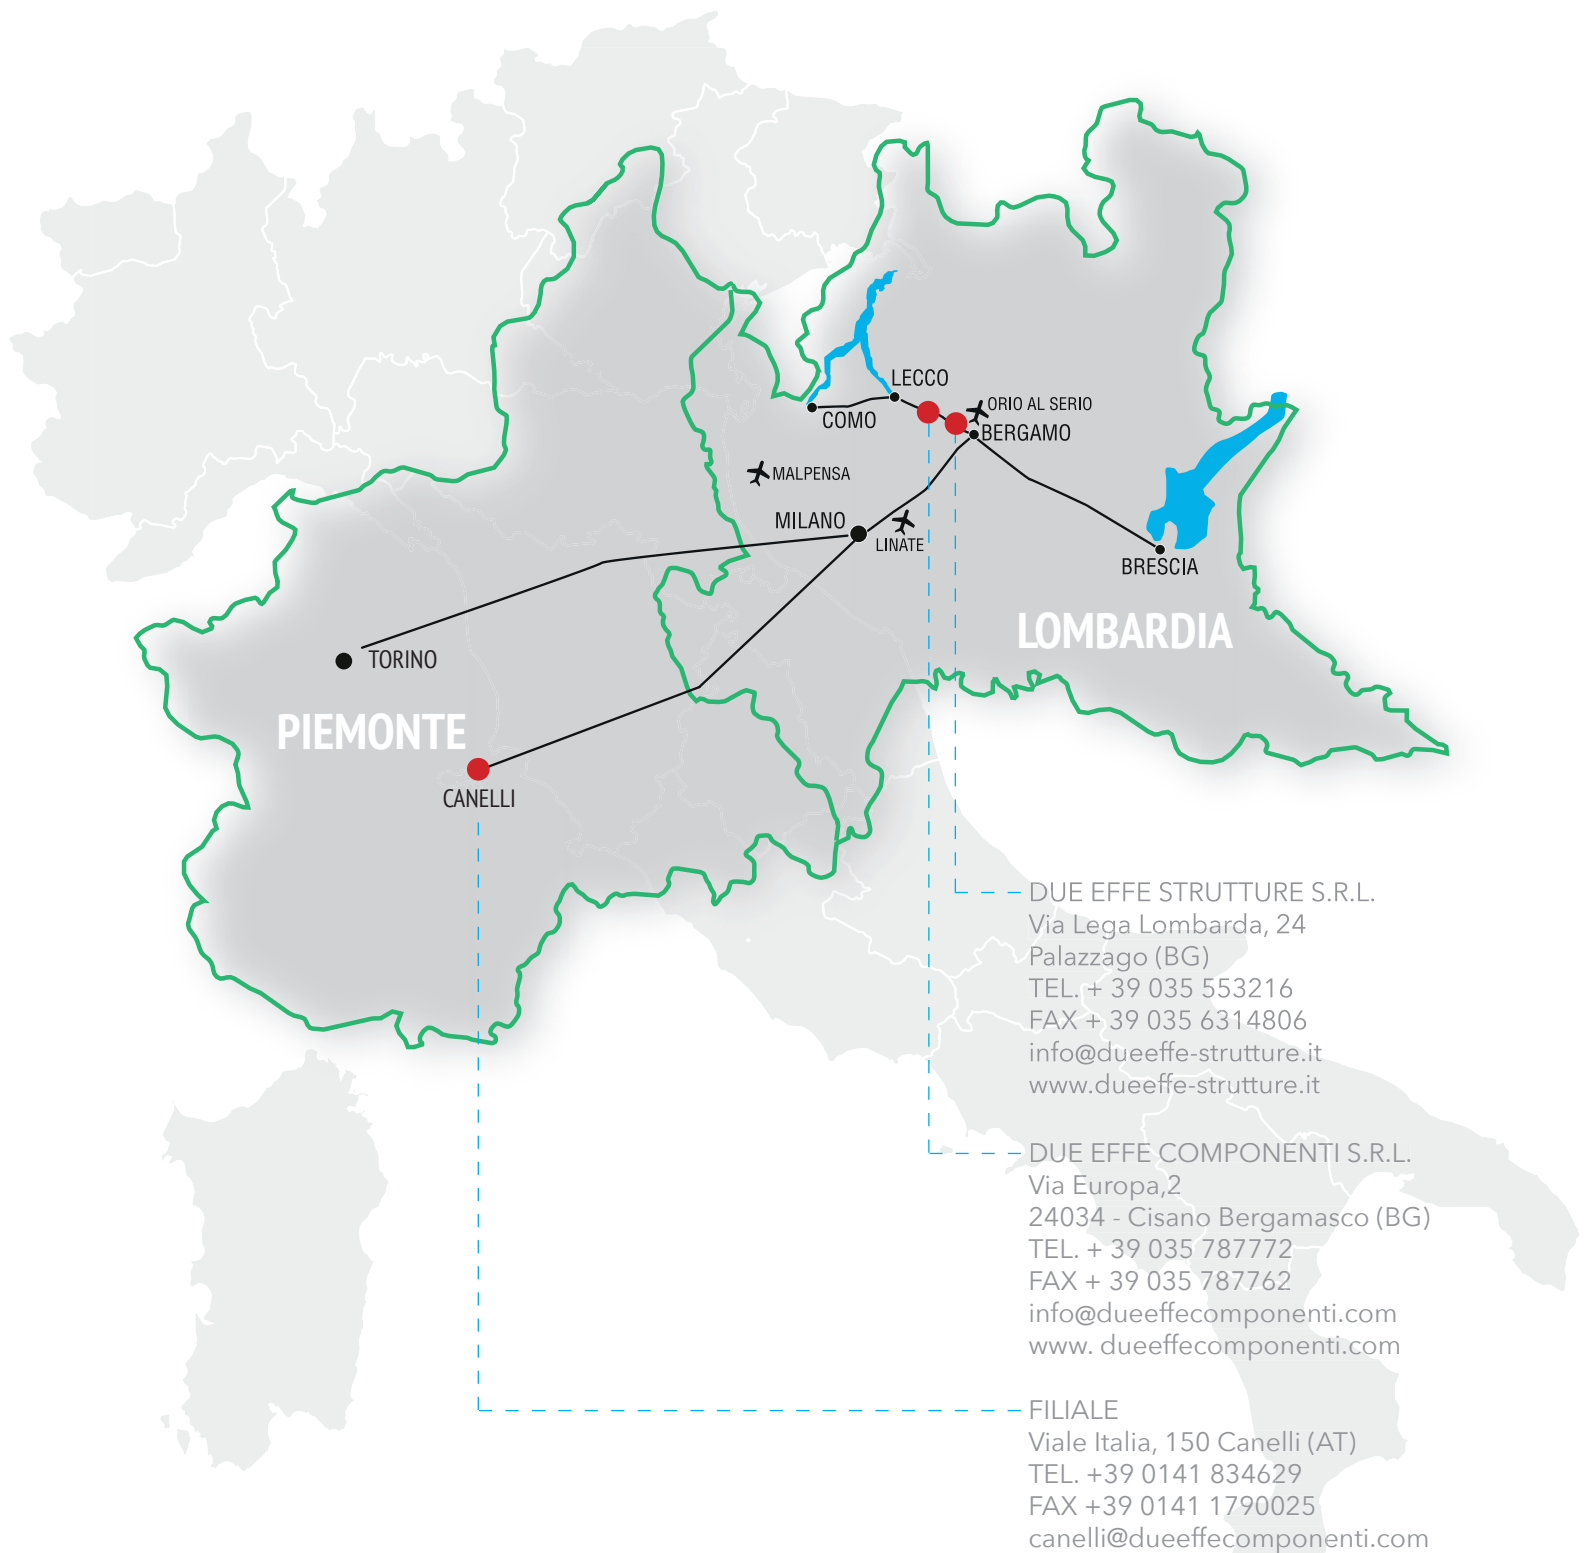 LECCO
COMO
ORIO AL SERIO
BERGAMO
MALPENSA
MILANO
LINATE
BRESCIA
LOMBARDIA
TORINO
PIEMONTE
CANELLI
DUE EFFE STRUTTURE S.R.L.
Via Lega Lombarda, 24
Palazzago (BG)
TEL. + 39 035 553216
FAX + 39 035 6314806
info@dueeffe-strutture.it
www.dueeffe-strutture.it
DUE EFFE COMPONENTI S.R.L.
Via Europa,2
24034 - Cisano Bergamasco (BG)
TEL. + 39 035 787772
FAX + 39 035 787762
info@dueeffecomponenti.com
www. dueeffecomponenti.com
FILIALE
Viale Italia, 150 Canelli (AT)
TEL. +39 0141 834629
FAX +39 0141 1790025
canelli@dueeffecomponenti.com